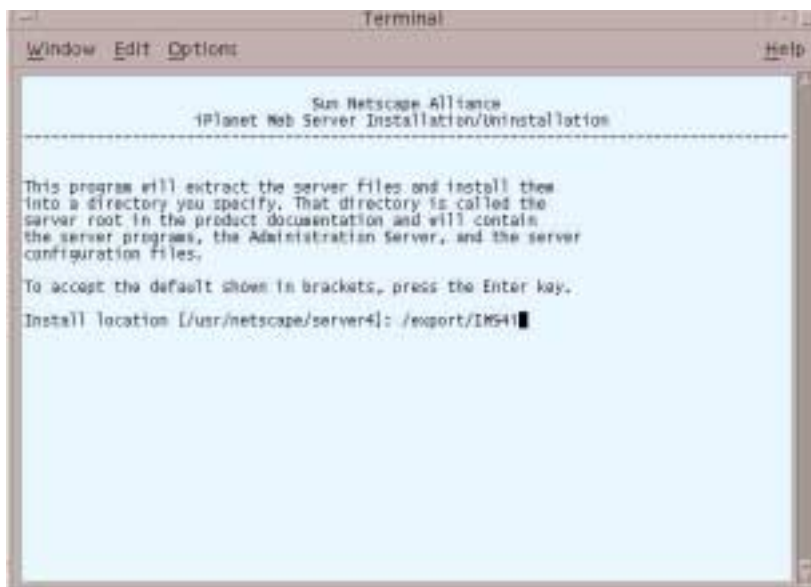 Terminal
Window Edit Options Help
Sun Netscape Alliance
iPlanet Web Server Installation/Uninstallation
This program will extract the server files and install them
into a directory you specify. That directory is called the
server root in the product documentation and will contain
the server programs, the Administration Server, and the server
configuration files.
To accept the default shown in brackets, press the Enter key.
Install location [/usr/netscape/server4]: /export/IWS41